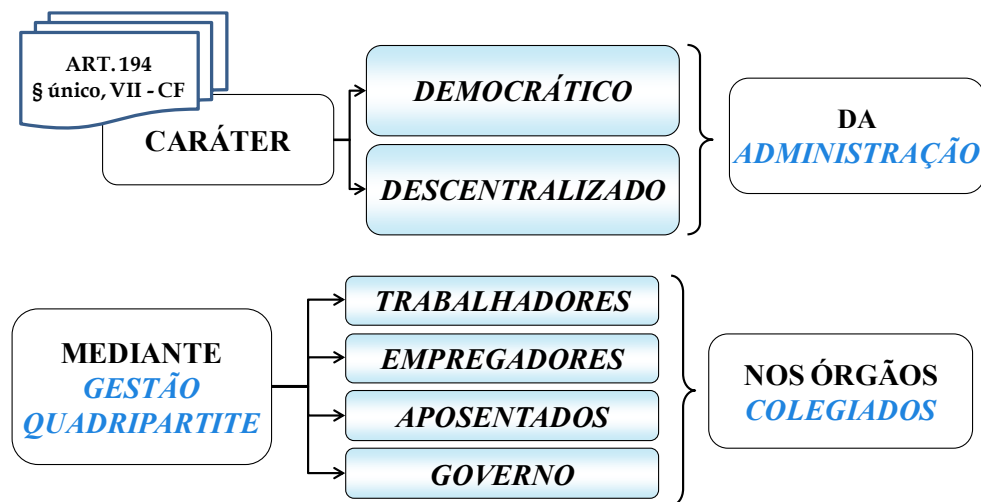 ART. 194
§ único, VII - CF
CARÁTER
DEMOCRÁTICO
DESCENTRALIZADO
DA
ADMINISTRAÇÃO
MEDIANTE
GESTÃO
QUADRIPARTITE
TRABALHADORES
EMPREGADORES
APOSENTADOS
GOVERNO
NOS ÓRGÃOS
COLEGIADOS